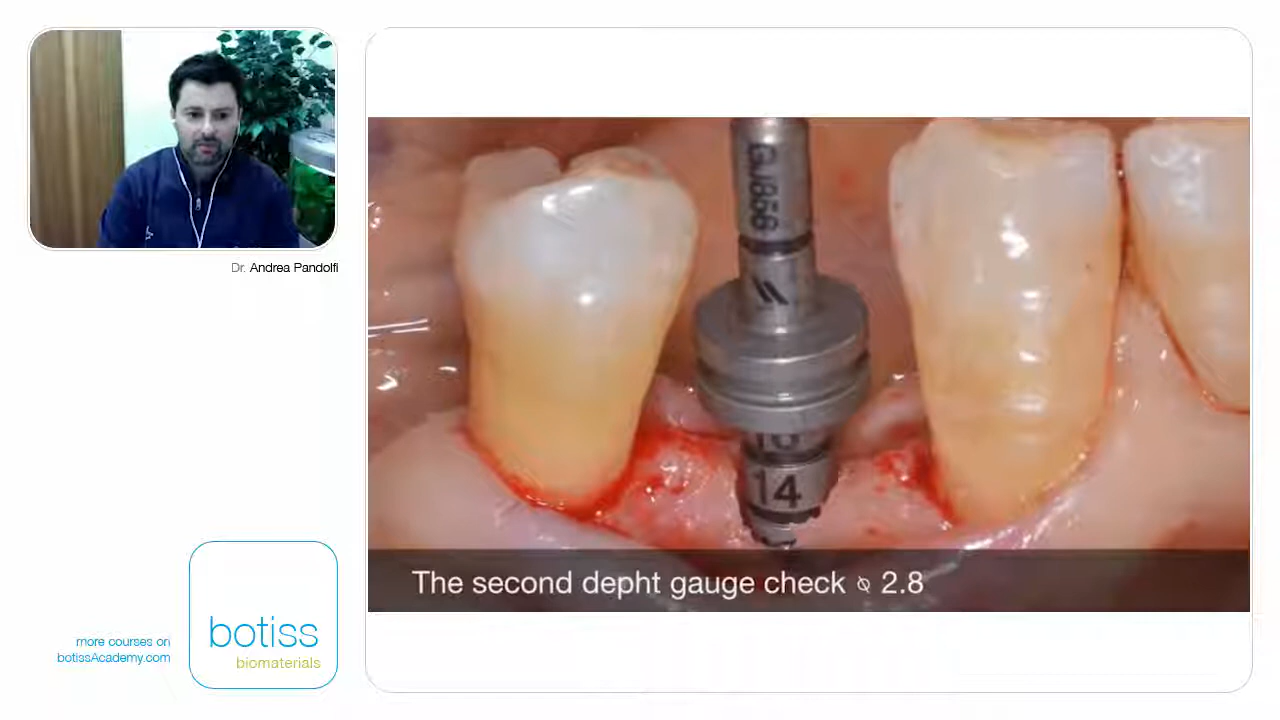 Dr. Andrea Pandolfi
GJ856
16
14
The second depht gauge check ⌀ 2.8
botiss
biomaterials
more courses on
botissAcademy.com